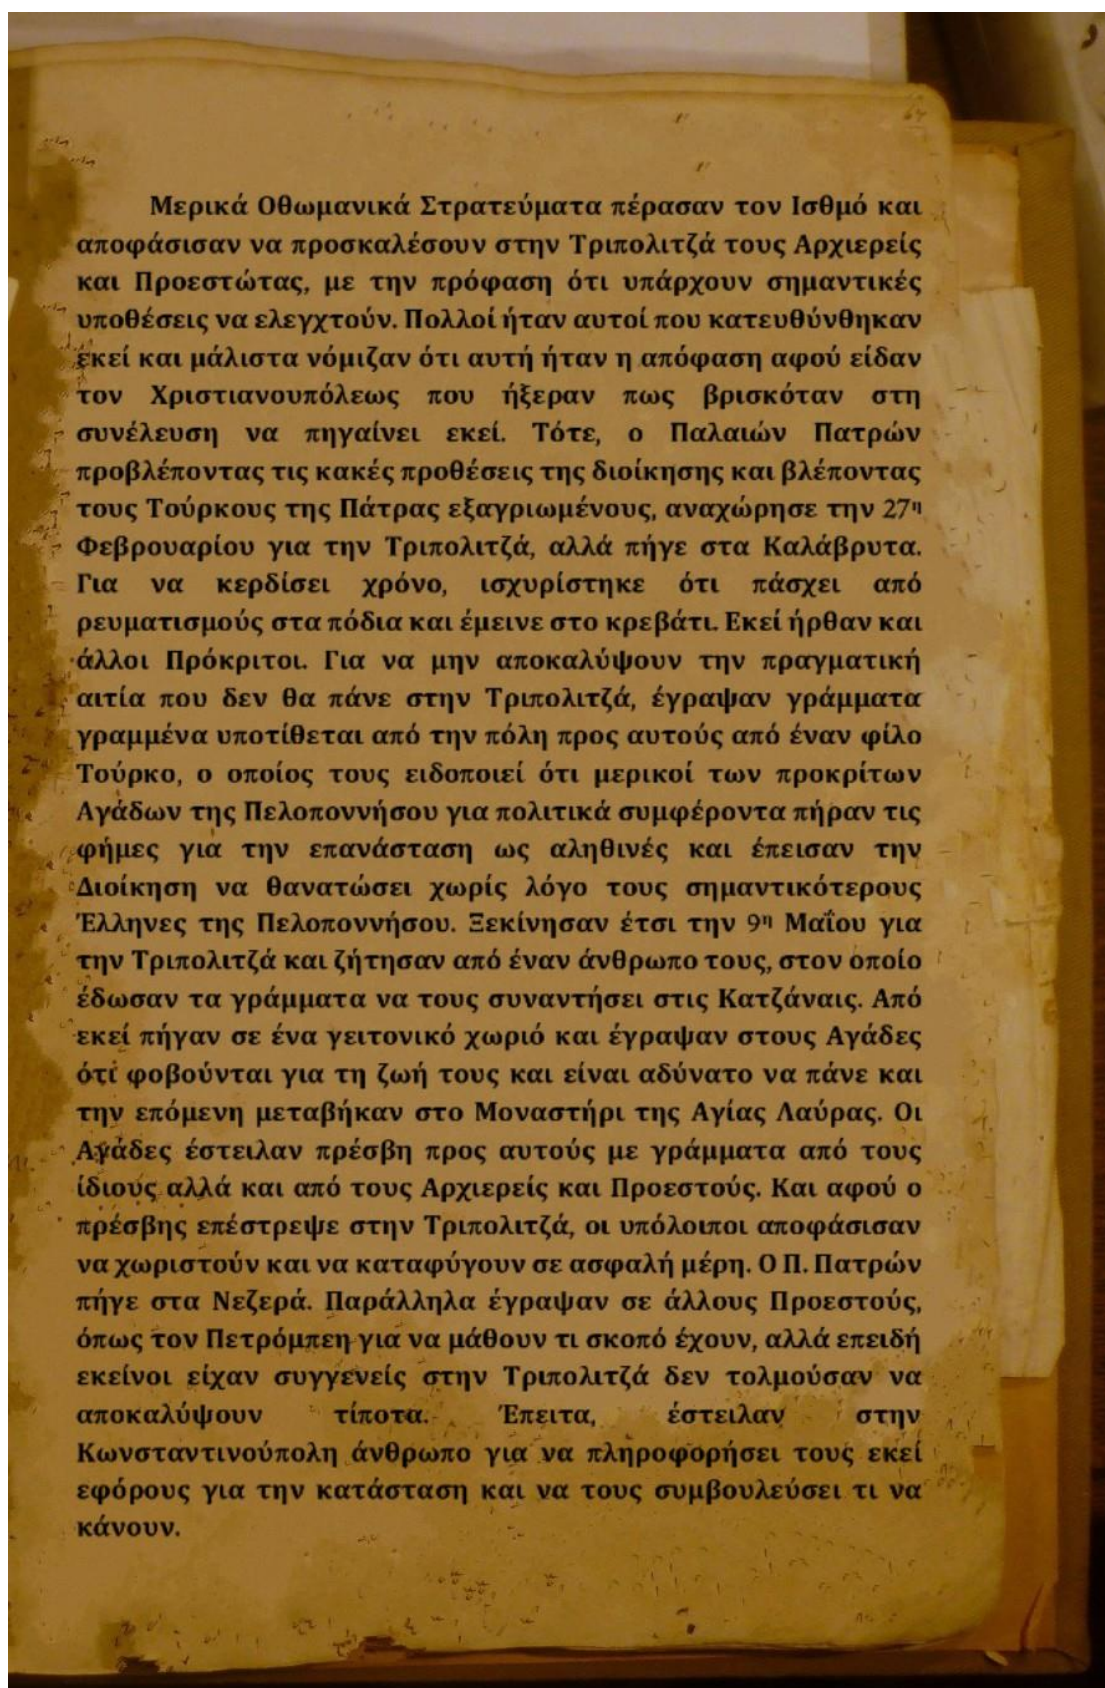 Μερικά Οθωμανικά Στρατεύματα πέρασαν τον Ισθμό και
αποφάσισαν να προσκαλέσουν στην Τριπολιτζά τους Αρχιερείς
και Προεστώτας, με την πρόφαση ότι υπάρχουν σημαντικές
υποθέσεις να ελεγχτούν. Πολλοί ήταν αυτοί που κατευθύνθηκαν
εκεί και μάλιστα νόμιζαν ότι αυτή ήταν η απόφαση αφού είδαν
τον Χριστιανουπόλεως που ήξεραν πως βρισκόταν στη
συνέλευση να πηγαίνει εκεί. Τότε, ο Παλαιών Πατρών
προβλέποντας τις κακές προθέσεις της διοίκησης και βλέποντας
τους Τούρκους της Πάτρας εξαγριωμένους, αναχώρησε την 27η
Φεβρουαρίου για την Τριπολιτζά, αλλά πήγε στα Καλάβρυτα.
Για να κερδίσει χρόνο, ισχυρίστηκε ότι πάσχει από
ρευματισμούς στα πόδια και έμεινε στο κρεβάτι. Εκεί ήρθαν και
άλλοι Πρόκριτοι. Για να μην αποκαλύψουν την πραγματική
αιτία που δεν θα πάνε στην Τριπολιτζά, έγραψαν γράμματα
γραμμένα υποτίθεται από την πόλη προς αυτούς από έναν φίλο
Τούρκο, ο οποίος τους ειδοποιεί ότι μερικοί των προκρίτων
Αγάδων της Πελοποννήσου για πολιτικά συμφέροντα πήραν τις
φήμες για την επανάσταση ως αληθινές και έπεισαν την
Διοίκηση να θανατώσει χωρίς λόγο τους σημαντικότερους
Έλληνες της Πελοποννήσου. Ξεκίνησαν έτσι την 9η Μαΐου για
την Τριπολιτζά και ζήτησαν από έναν άνθρωπο τους, στον οποίο
έδωσαν τα γράμματα να τους συναντήσει στις Κατζάναις. Από
εκεί πήγαν σε ένα γειτονικό χωριό και έγραψαν στους Αγάδες
ότι φοβούνται για τη ζωή τους και είναι αδύνατο να πάνε και
την επόμενη μεταβήκαν στο Μοναστήρι της Αγίας Λαύρας. Οι
Αγάδες έστειλαν πρέσβη προς αυτούς με γράμματα από τους
ίδιους αλλά και από τους Αρχιερείς και Προεστούς. Και αφού ο
πρέσβης επέστρεψε στην Τριπολιτζά, οι υπόλοιποι αποφάσισαν
να χωριστούν και να καταφύγουν σε ασφαλή μέρη. Ο Π. Πατρών
πήγε στα Νεζερά. Παράλληλα έγραψαν σε άλλους Προεστούς,
όπως τον Πετρόμπεη για να μάθουν τι σκοπό έχουν, αλλά επειδή
εκείνοι είχαν συγγενείς στην Τριπολιτζά δεν τολμούσαν να
αποκαλύψουν τίποτα. Έπειτα, έστειλαν στην
Κωνσταντινούπολη άνθρωπο για να πληροφορήσει τους εκεί
εφόρους για την κατάσταση και να τους συμβουλεύσει τι να
κάνουν.